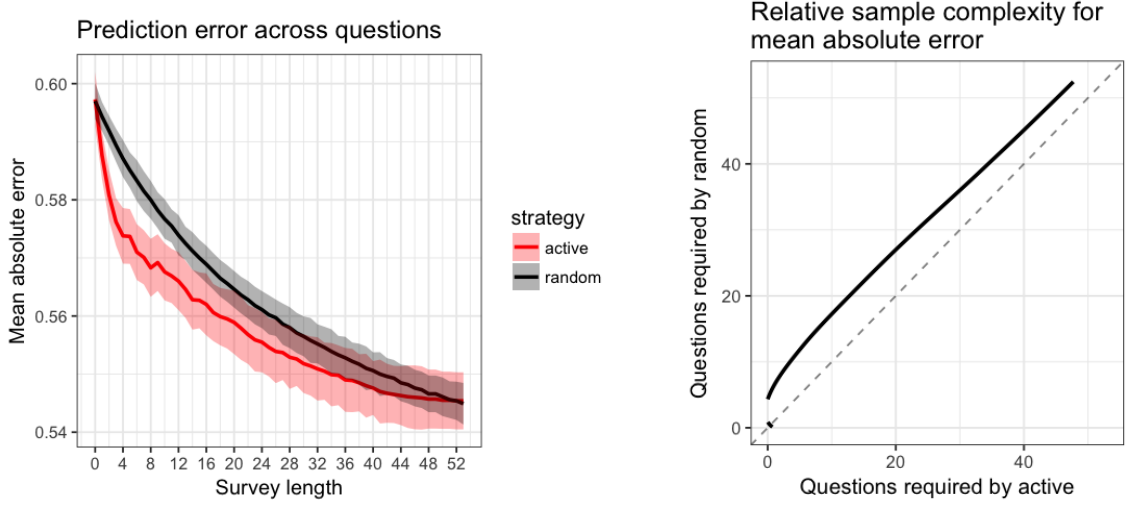 Prediction error across questions
Mean absolute error
0.60
0.58
0.56
0.54
0 4 8 12 16 20 24 28 32 36 40 44 48 52
Survey length
strategy
active
random
Relative sample complexity for
mean absolute error
Questions required by random
40
20
0
0 20 40
Questions required by active